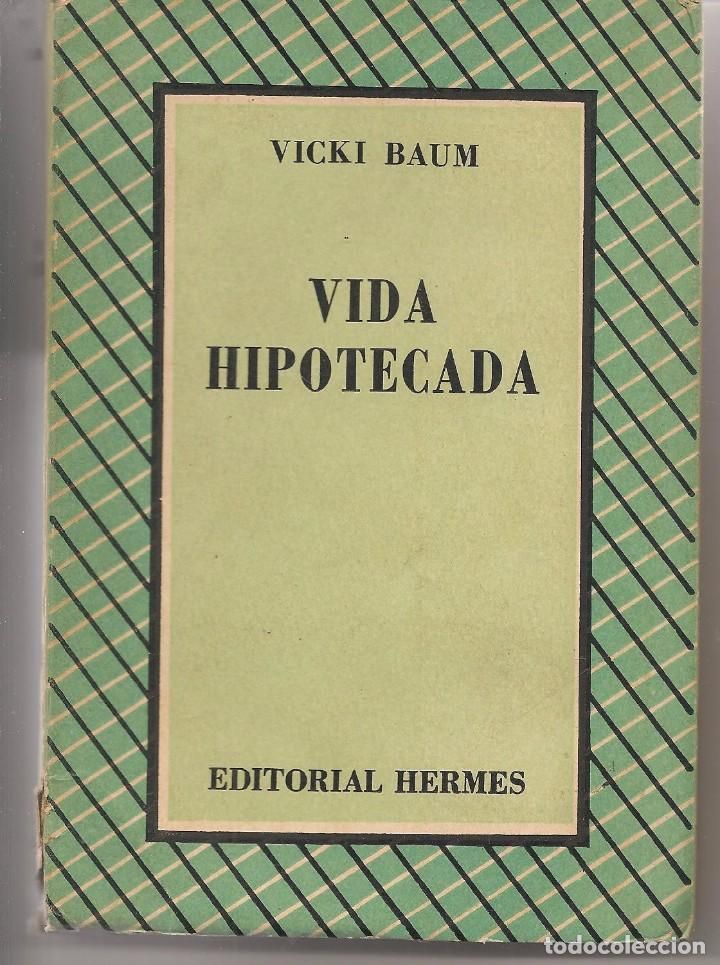 VICKI BAUM
VIDA
HIPOTECADA
EDITORIAL HERMES
todocoleccion